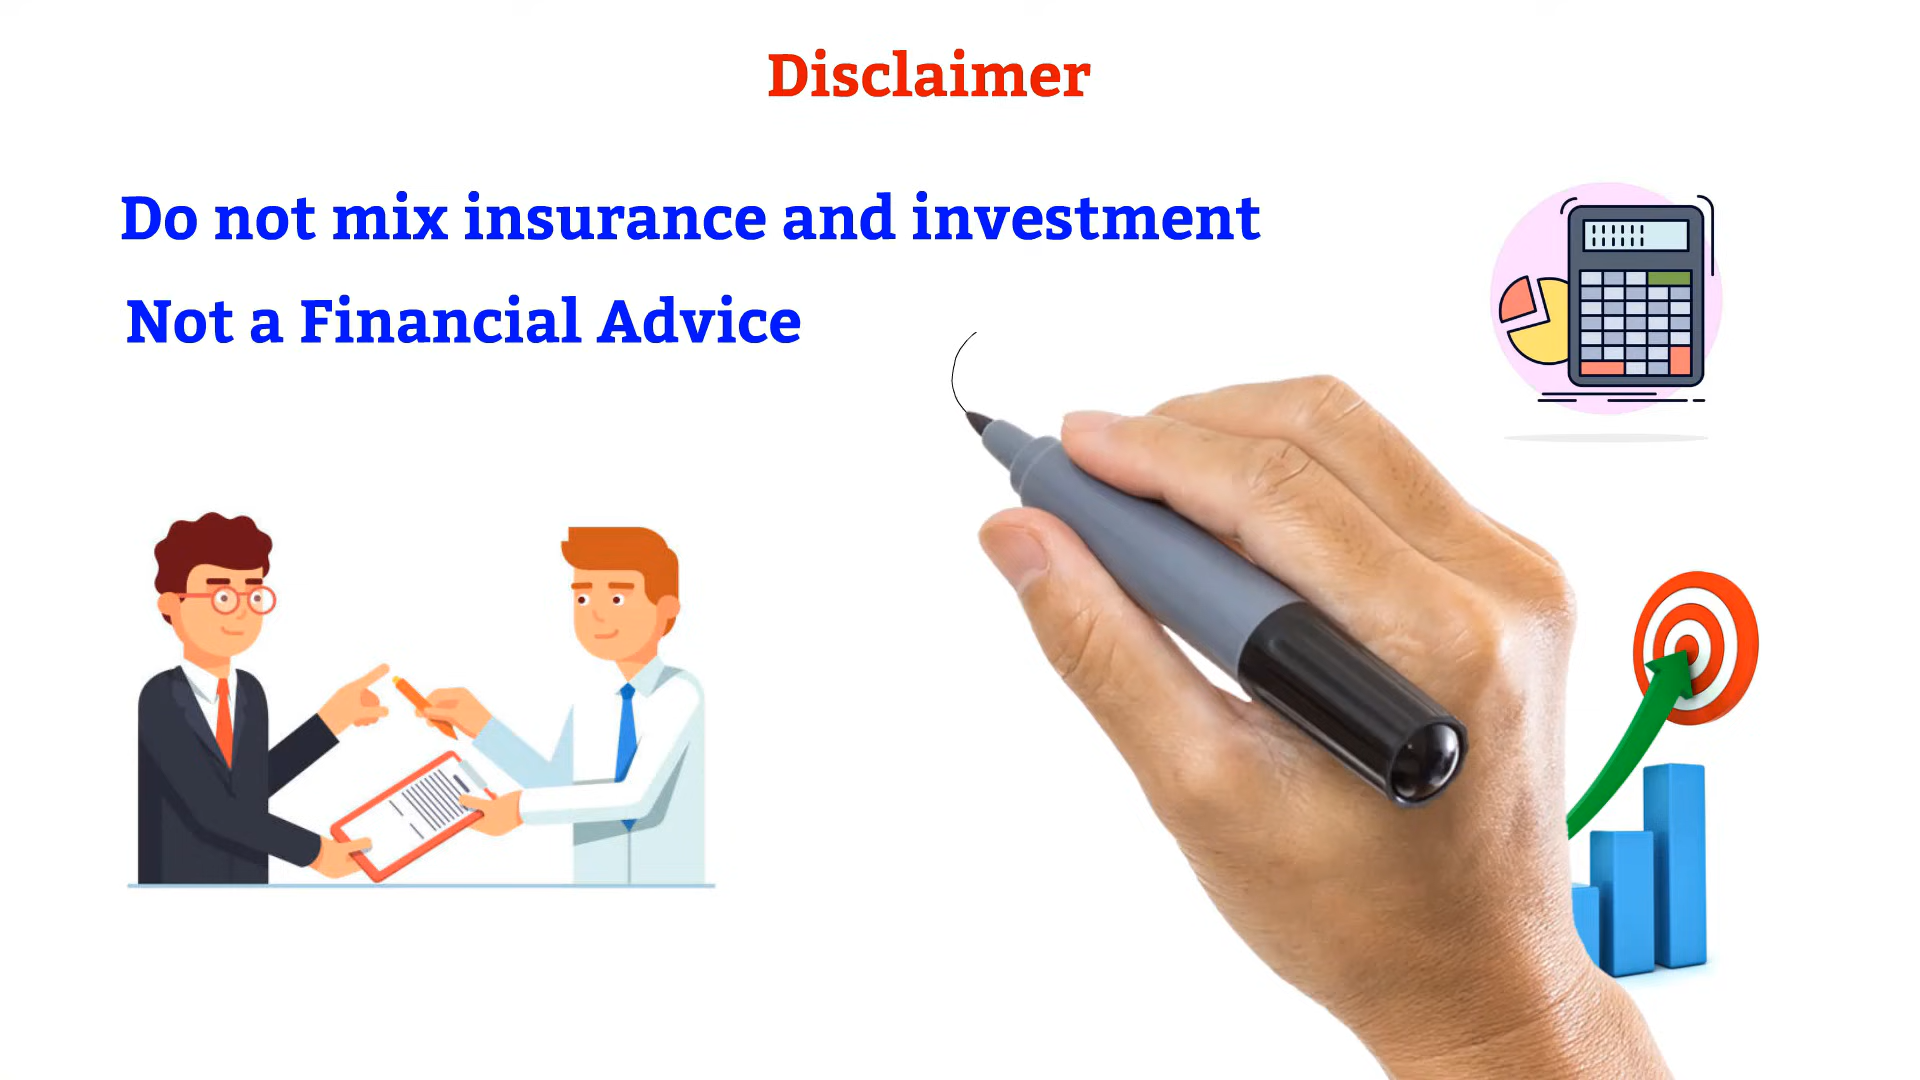 Disclaimer
Do not mix insurance and investment
Not a Financial Advice